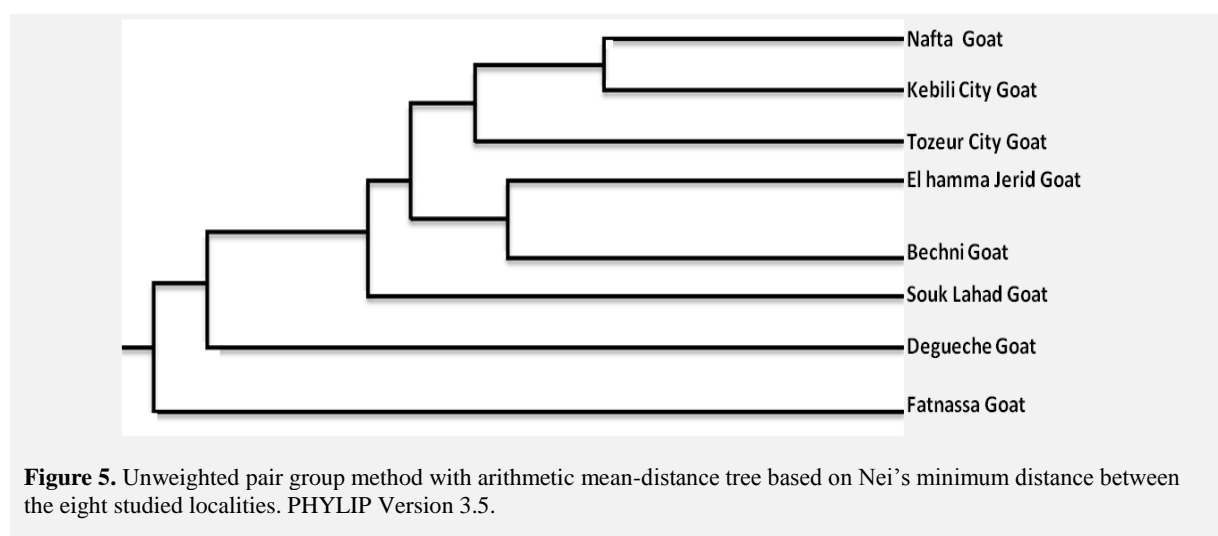 Nafta Goat
Kebili City Goat
Tozeur City Goat
El hamma Jerid Goat
Bechni Goat
Souk Lahad Goat
Degueche Goat
Fatnassa Goat
Figure 5. Unweighted pair group method with arithmetic mean-distance tree based on Nei's minimum distance between
the eight studied localities. PHYLIP Version 3.5.